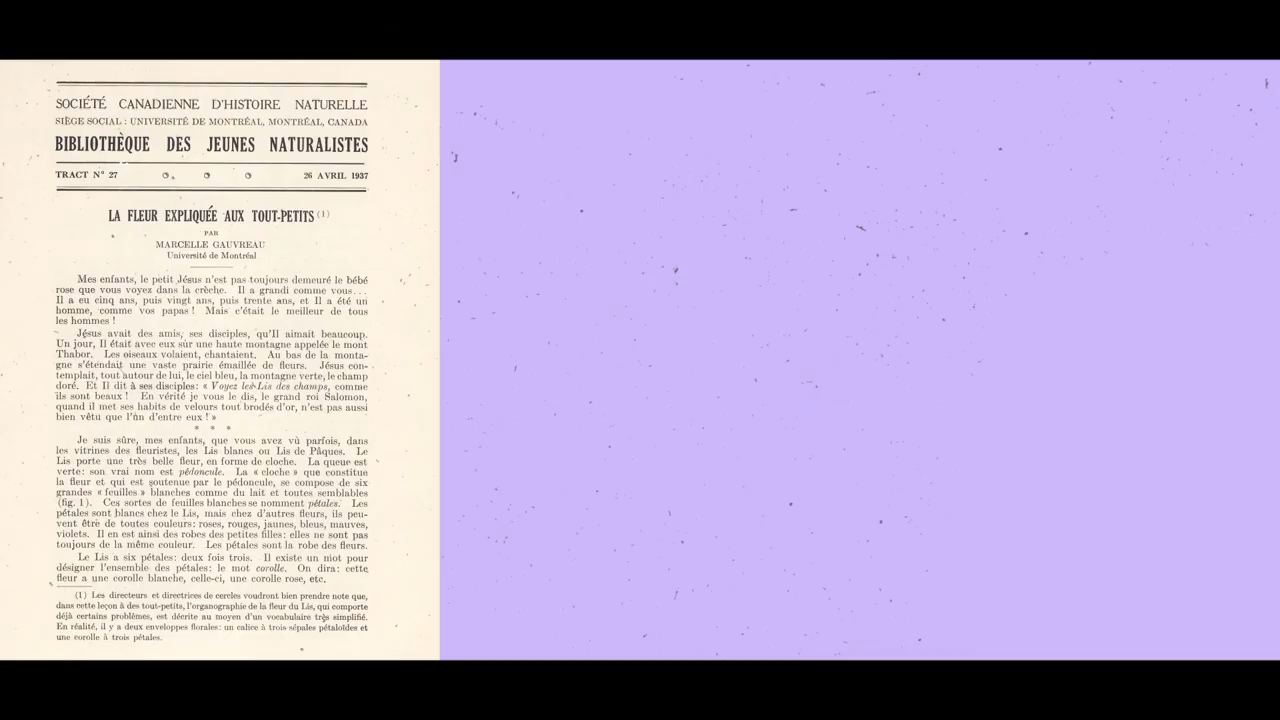 SOCIÉTÉ CANADIENNE D'HISTOIRE NATURELLE
SIÈGE SOCIAL : UNIVERSITÉ DE MONTRÉAL, MONTRÉAL, CANADA
BIBLIOTHÈQUE DES JEUNES NATURALISTES
TRACT N° 27 26 AVRIL 1937
LA FLEUR EXPLIQUÉE AUX TOUT-PETITS (1)
PAR
MARCELLE GAUVREAU
Université de Montréal
Mes enfants, le petit Jésus n'est pas toujours demeuré le bébé
rose que vous voyez dans la crèche. Il a grandi comme vous...
Il a eu cinq ans, puis vingt ans, puis trente ans, et Il a été un
homme, comme vos papas ! Mais c'était le meilleur de tous
les hommes !
Jésus avait des amis, ses disciples, qu'Il aimait beaucoup.
Un jour, Il était avec eux sur une haute montagne appelée le mont
Thabor. Les oiseaux volaient, chantaient. Au bas de la monta-
gne s'étendait une vaste prairie émaillée de fleurs. Jésus con-
templait, tout autour de lui, le ciel bleu, la montagne verte, le champ
doré. Et Il dit à ses disciples: « Voyez les Lis des champs, comme
ils sont beaux ! En vérité je vous le dis, le grand roi Salomon,
quand il met ses habits de velours tout brodés d'or, n'est pas aussi
bien vêtu que l'un d'entre eux ! »
* * *
Je suis sûre, mes enfants, que vous avez vu parfois, dans
les vitrines des fleuristes, les Lis blancs ou Lis de Pâques. Le
Lis porte une très belle fleur, en forme de cloche. La queue est
verte: son vrai nom est pédoncule. La « cloche » que constitue
la fleur et qui est soutenue par le pédoncule, se compose de six
grandes « feuilles » blanches comme du lait et toutes semblables
(fig. 1). Ces sortes de feuilles blanches se nomment pétales. Les
pétales sont blancs chez le Lis, mais chez d'autres fleurs, ils peu-
vent être de toutes couleurs: roses, rouges, jaunes, bleus, mauves,
violets. Il en est ainsi des robes des petites filles: elles ne sont pas
toujours de la même couleur. Les pétales sont la robe des fleurs.
Le Lis a six pétales: deux fois trois. Il existe un mot pour
désigner l'ensemble des pétales: le mot corolle. On dira: cette
fleur a une corolle blanche, celle-ci, une corolle rose, etc.
(1) Les directeurs et directrices de cercles voudront bien prendre note que,
dans cette leçon à des tout-petits, l'organographie de la fleur du Lis, qui comporte
déjà certains problèmes, est décrite au moyen d'un vocabulaire très simplifié.
En réalité, il y a deux enveloppes florales: un calice à trois sépales pétaloïdes et
une corolle à trois pétales.